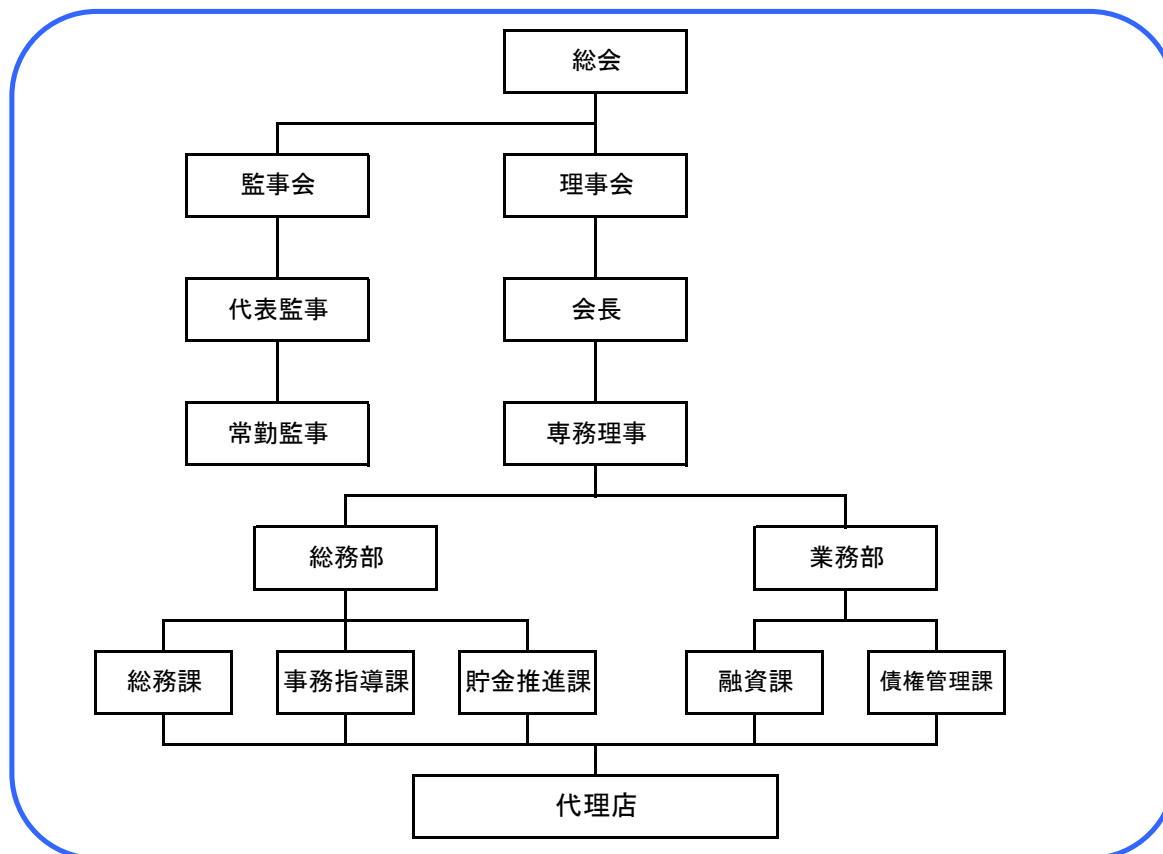 総会
監事会
理事会
代表監事
会長
常勤監事
専務理事
総務部
業務部
総務課
事務指導課
貯金推進課
融資課
債権管理課
代理店